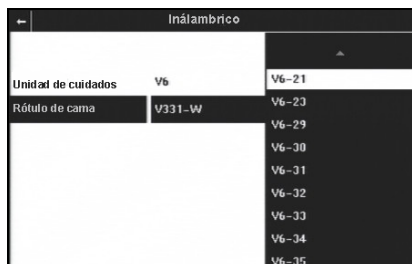 Inálambrico
Unidad de cuidados V6
Rótulo de cama V331-W
V6-21
V6-23
V6-29
V6-30
V6-31
V6-32
V6-33
V6-34
V6-35